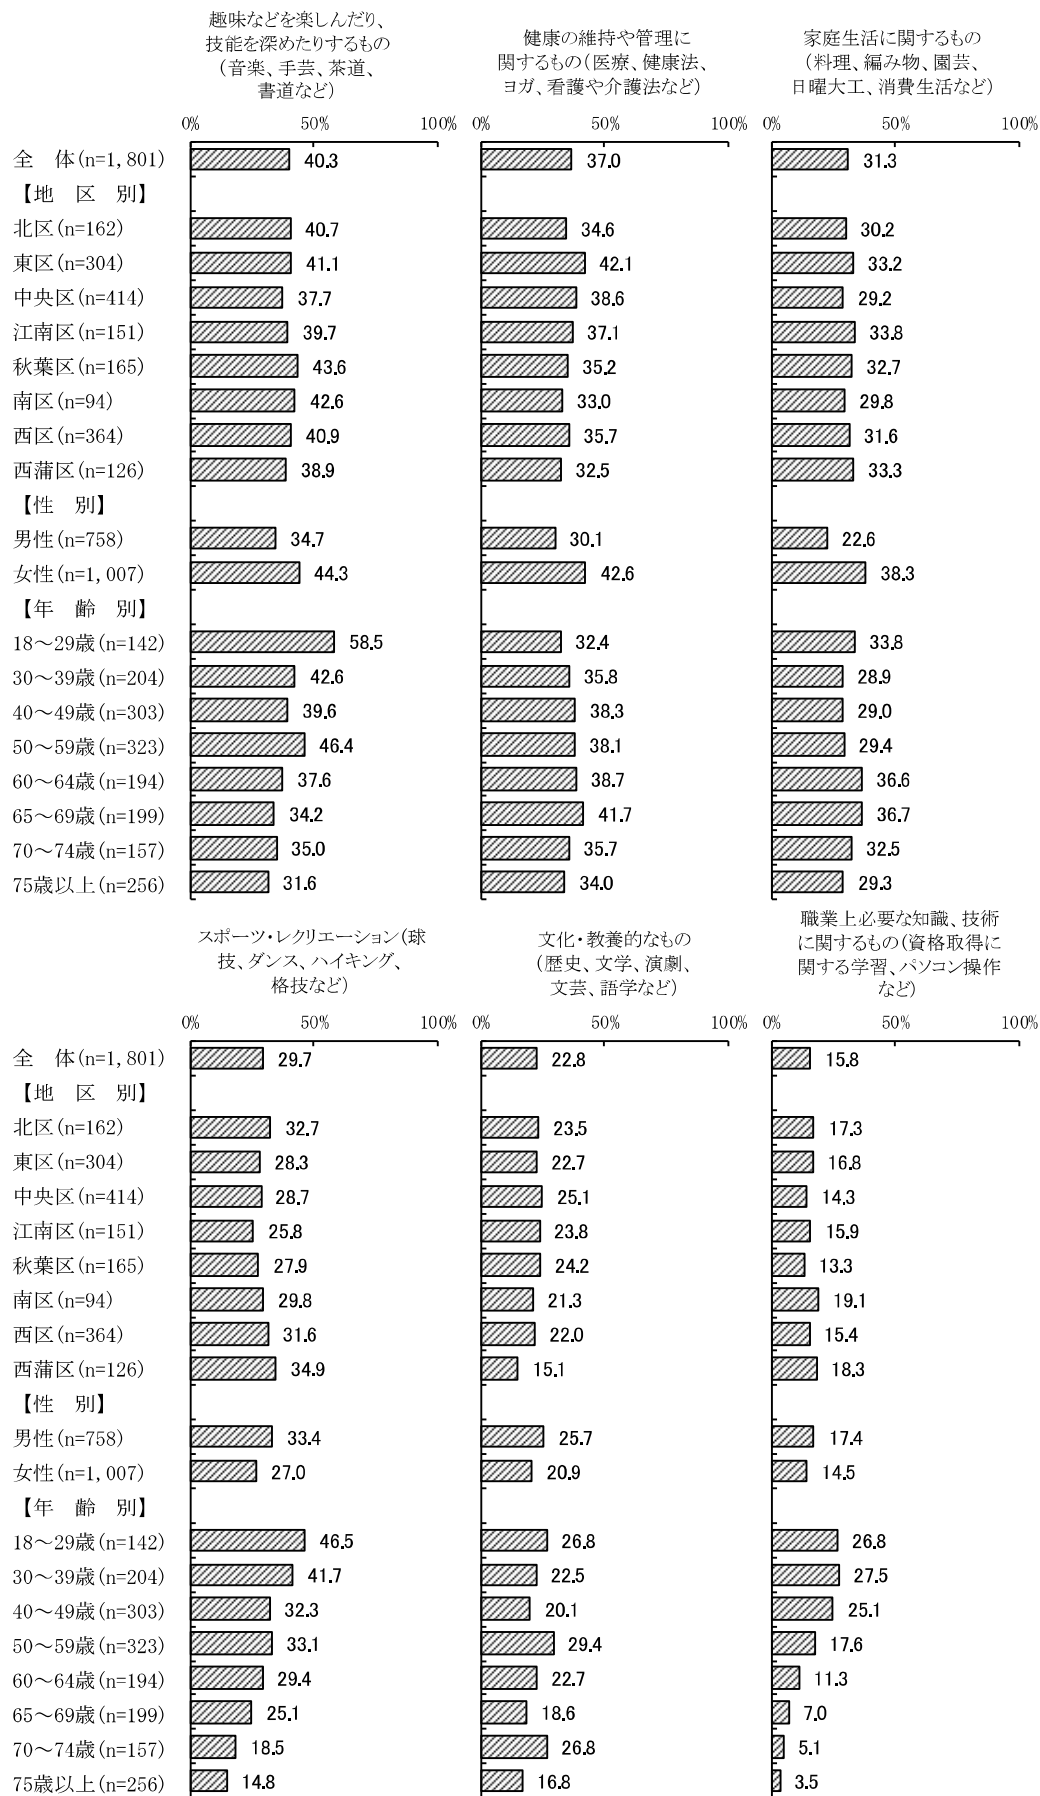 趣味などを楽しんだり、
技能を深めたりするもの
(音楽、手芸、茶道、
書道など)
健康の維持や管理に
関するもの(医療、健康法、
ヨガ、看護や介護法など)
家庭生活に関するもの
(料理、編み物、園芸、
日曜大工、消費生活など)
0% 50% 100% 0% 50% 100% 0% 50% 100%
全 体(n=1,801) 40.3 37.0 31.3
【地 区 別】
北区(n=162) 40.7 34.6 30.2
東区(n=304) 41.1 42.1 33.2
中央区(n=414) 37.7 38.6 29.2
江南区(n=151) 39.7 37.1 33.8
秋葉区(n=165) 43.6 35.2 32.7
南区(n=94) 42.6 33.0 29.8
西区(n=364) 40.9 35.7 31.6
西蒲区(n=126) 38.9 32.5 33.3
【性 別】
男性(n=758) 34.7 30.1 22.6
女性(n=1,007) 44.3 42.6 38.3
【年 齢 別】
18～29歳(n=142) 58.5 32.4 33.8
30～39歳(n=204) 42.6 35.8 28.9
40～49歳(n=303) 39.6 38.3 29.0
50～59歳(n=323) 46.4 38.1 29.4
60～64歳(n=194) 37.6 38.7 36.6
65～69歳(n=199) 34.2 41.7 36.7
70～74歳(n=157) 35.0 35.7 32.5
75歳以上(n=256) 31.6 34.0 29.3
スポーツ・レクリエーション(球
技、ダンス、ハイキング、
格技など)
文化・教養的なもの
(歴史、文学、演劇、
文芸、語学など)
職業上必要な知識、技術
に関するもの(資格取得に
関する学習、パソコン操作
など)
0% 50% 100% 0% 50% 100% 0% 50% 100%
全 体(n=1,801) 29.7 22.8 15.8
【地 区 別】
北区(n=162) 32.7 23.5 17.3
東区(n=304) 28.3 22.7 16.8
中央区(n=414) 28.7 25.1 14.3
江南区(n=151) 25.8 23.8 15.9
秋葉区(n=165) 27.9 24.2 13.3
南区(n=94) 29.8 21.3 19.1
西区(n=364) 31.6 22.0 15.4
西蒲区(n=126) 34.9 15.1 18.3
【性 別】
男性(n=758) 33.4 25.7 17.4
女性(n=1,007) 27.0 20.9 14.5
【年 齢 別】
18～29歳(n=142) 46.5 26.8 26.8
30～39歳(n=204) 41.7 22.5 27.5
40～49歳(n=303) 32.3 20.1 25.1
50～59歳(n=323) 33.1 29.4 17.6
60～64歳(n=194) 29.4 22.7 11.3
65～69歳(n=199) 25.1 18.6 7.0
70～74歳(n=157) 18.5 26.8 5.1
75歳以上(n=256) 14.8 16.8 3.5